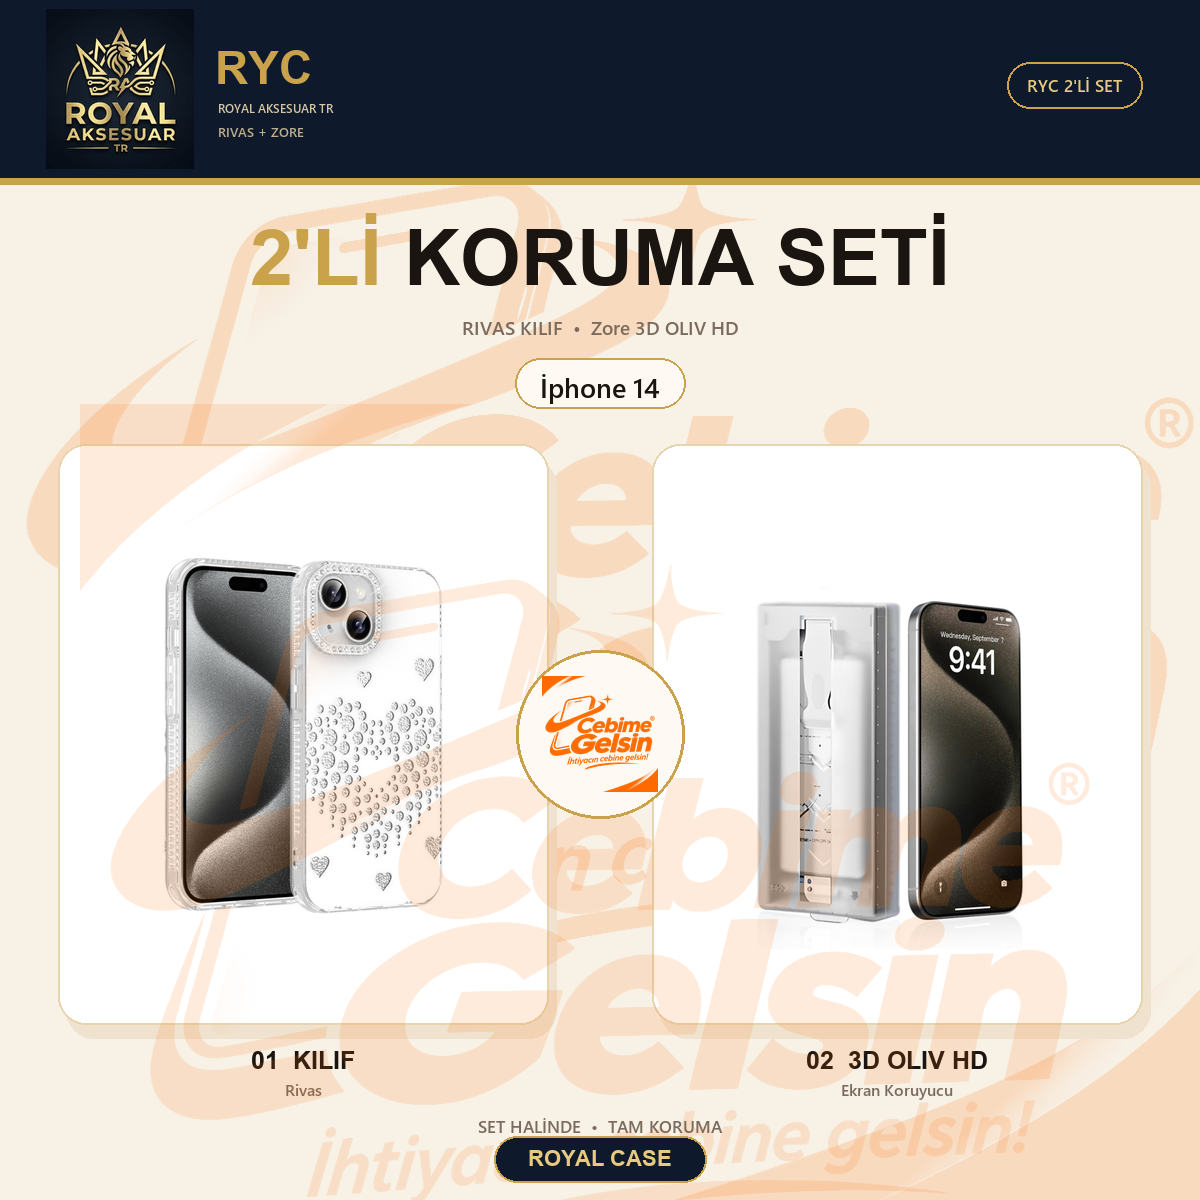 ROYAL
AKSESUAR
TR
RYC
ROYAL AKSESUAR TR
RIVAS + ZORE
RYC 2'Lİ SET
2'Lİ KORUMA SETİ
RIVAS KILIF • Zore 3D OLIV HD
İphone 14
Wednesday, September 7
9:41
Cebime®
Gelsin
İhtiyacın cebine gelsin!
Cebime®
Gelsin
01 KILIF
Rivas
02 3D OLIV HD
Ekran Koruyucu
SET HALİNDE • TAM KORUMA
ROYAL CASE